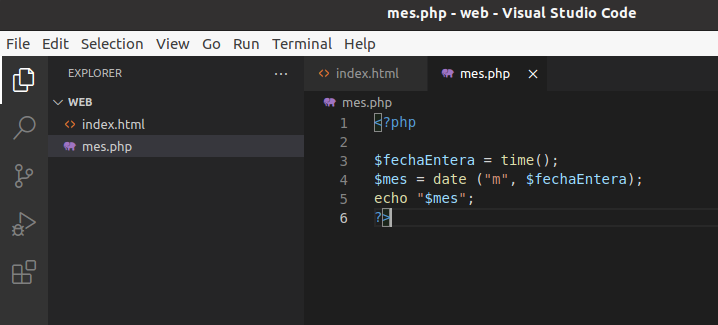 mes.php - web - Visual Studio Code
File Edit Selection View Go Run Terminal Help
EXPLORER ···
WEB
index.html
mes.php
index.html mes.php ×
mes.php
1 <?php
2
3 $fechaEntera = time();
4 $mes = date ("m", $fechaEntera);
5 echo "$mes";
6 ?>